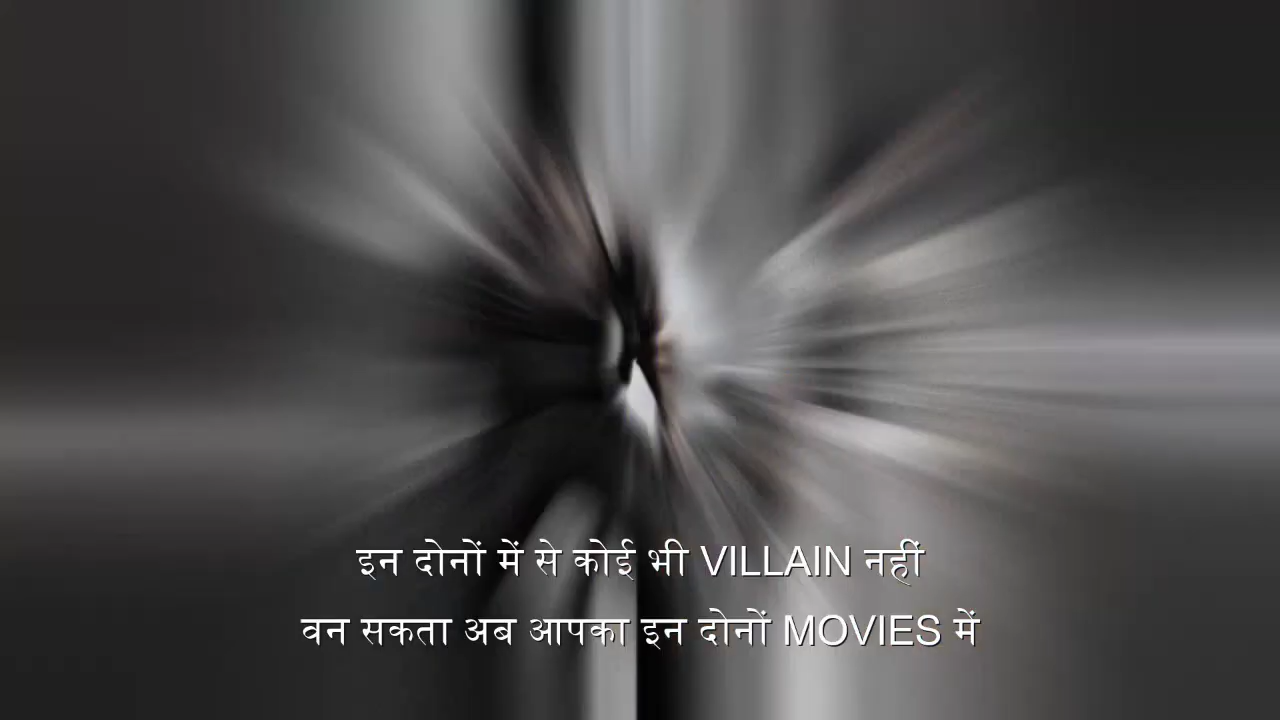 इन दोनों में से कोई भी VILLAIN नहीं
वन सकता अब आपका इन दोनों MOVIES में